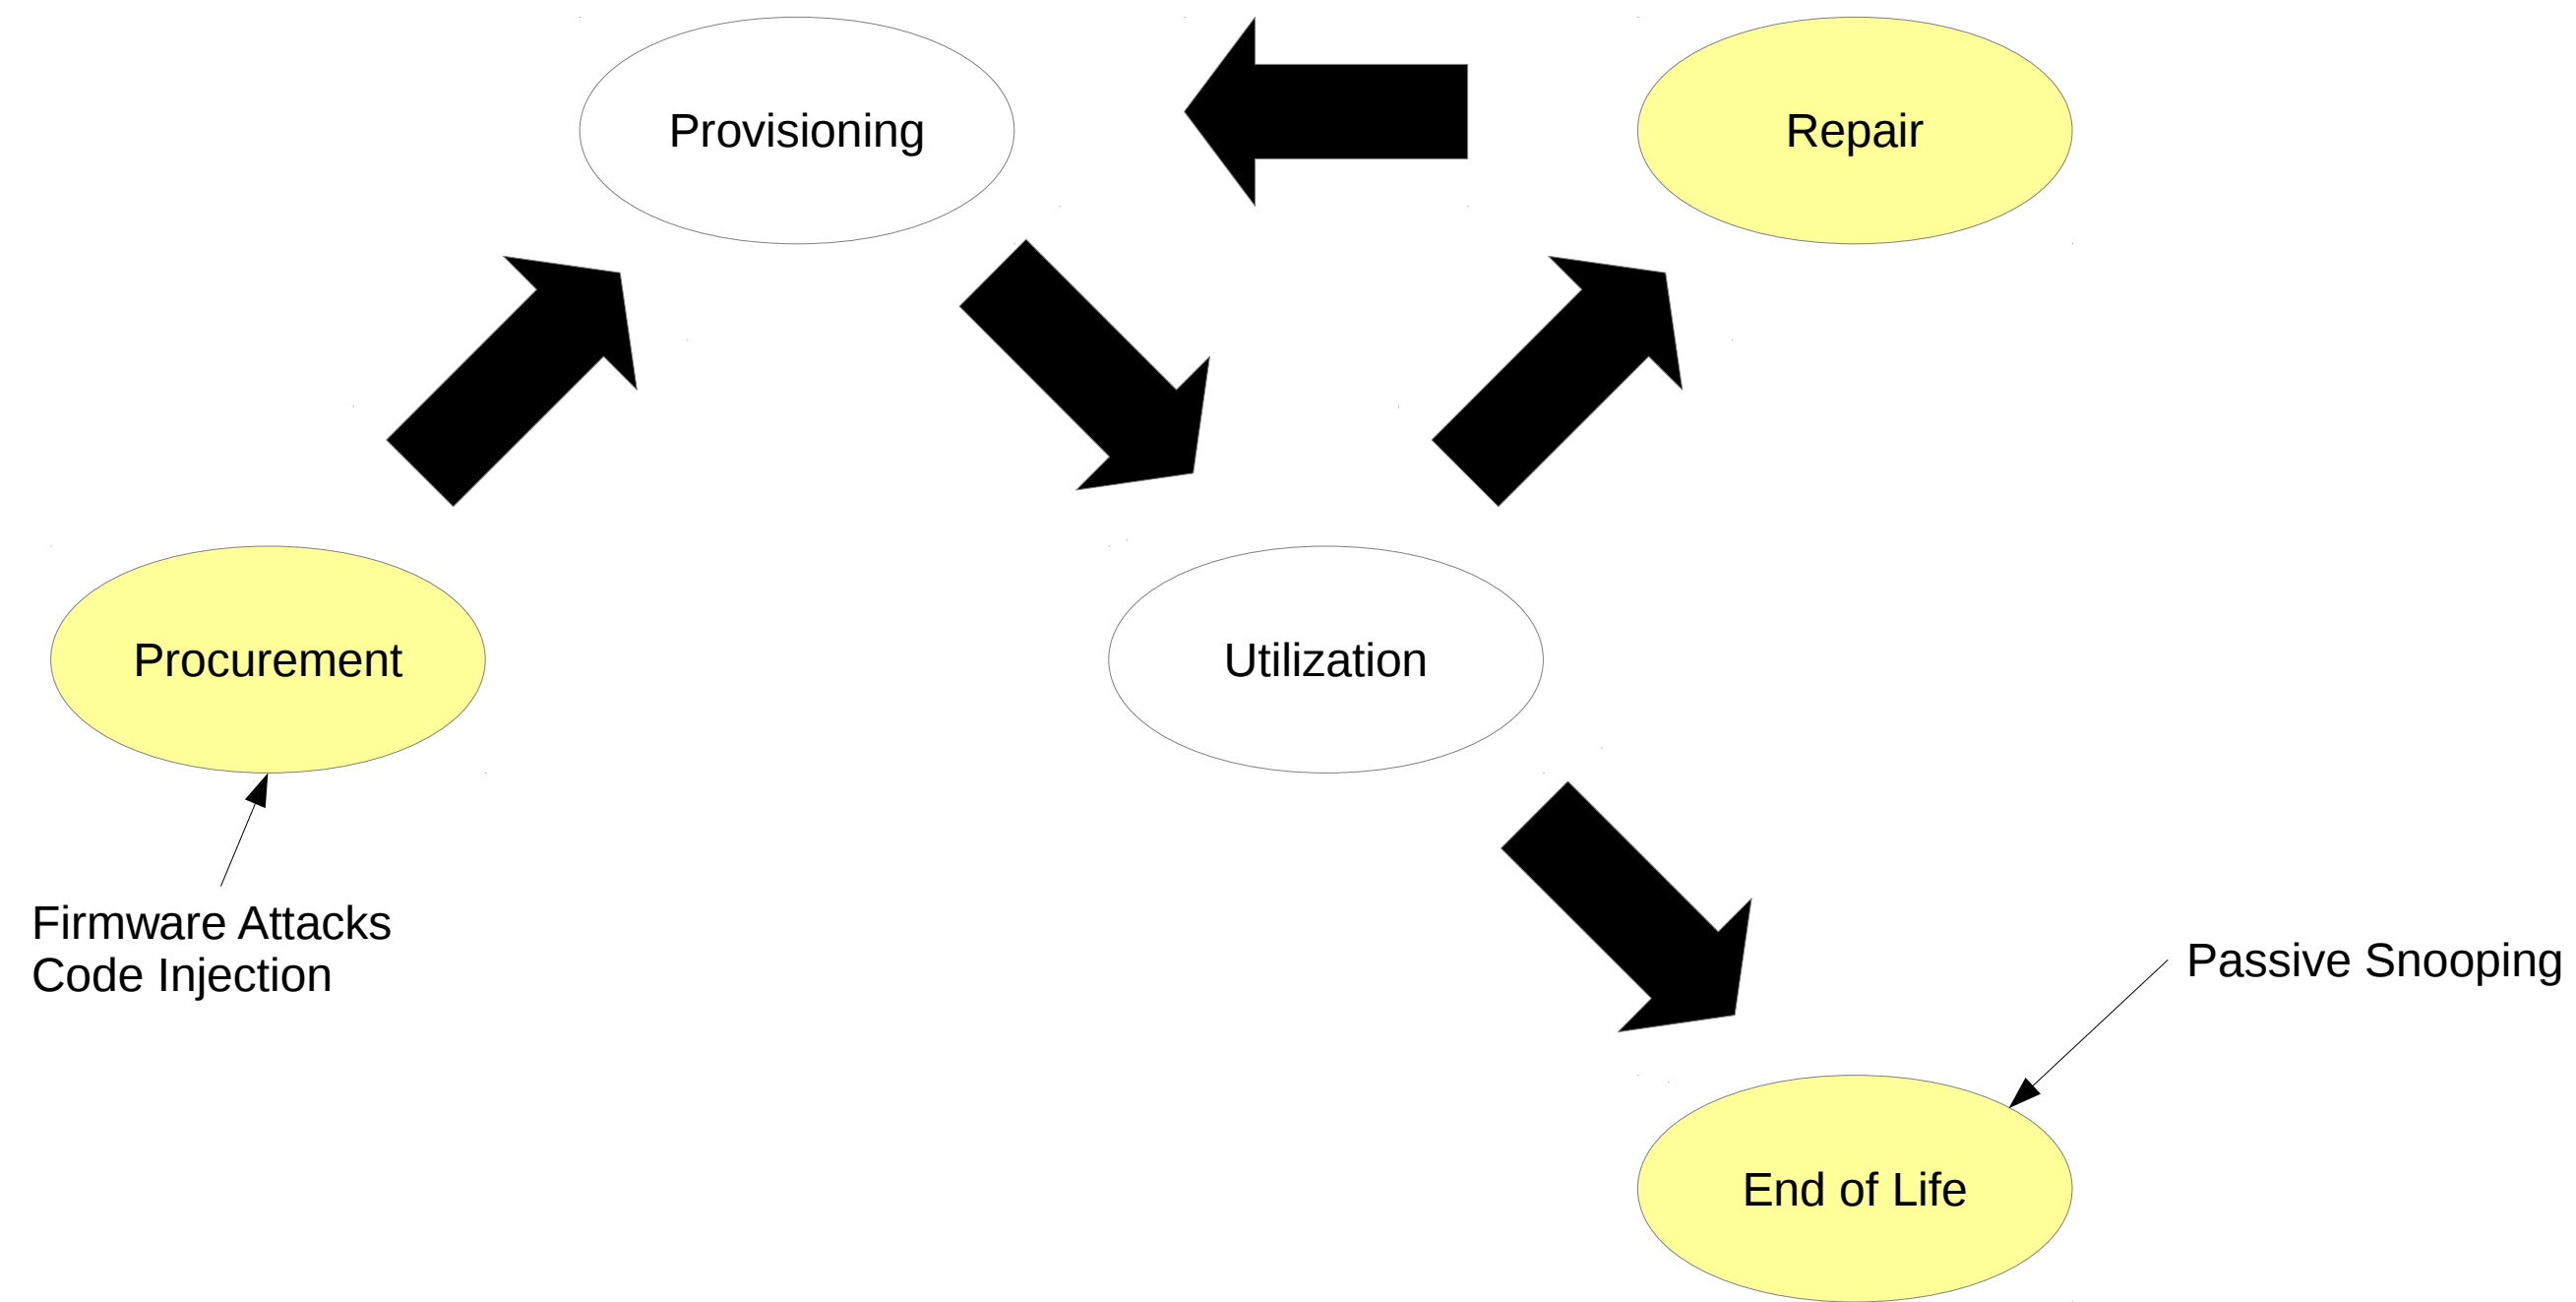 Provisioning
Repair
Procurement
Utilization
Firmware Attacks
Code Injection
Passive Snooping
End of Life